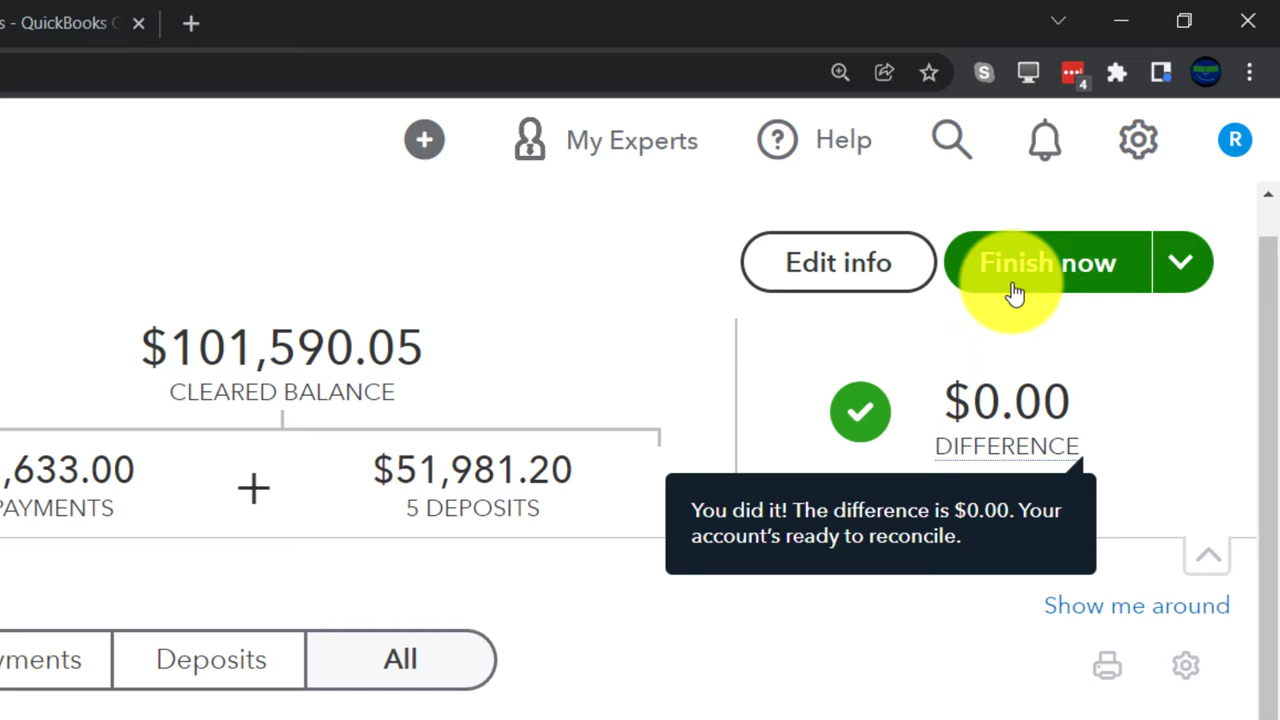 s - QuickBooks
4
My Experts
Help
R
Edit info
Finish now
$101,590.05
CLEARED BALANCE
$0.00
DIFFERENCE
,633.00
+
$51,981.20
PAYMENTS
5 DEPOSITS
You did it! The difference is $0.00. Your
account's ready to reconcile.
Show me around
yments
Deposits
All